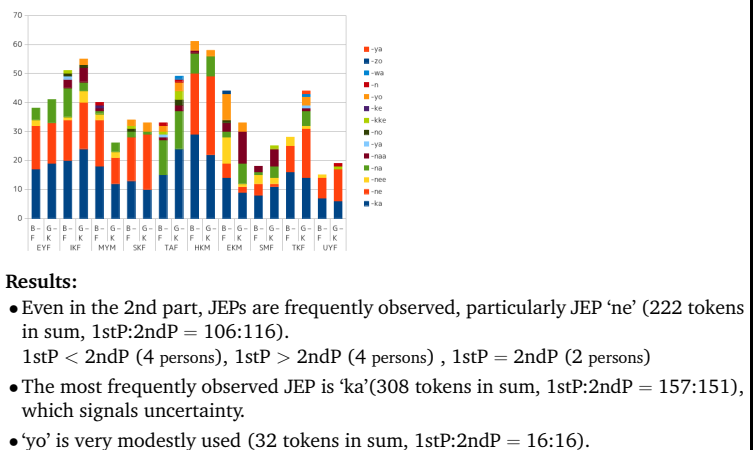 70
60
50
40
30
20
10
0
B – F G – K B – F G – K B – F G – K B – F G – K B – F G – K B – F G – K B – F G – K B – F G – K B – F G – K B – F G – K
EYF IKF MYM SKF TAF HKM EKM SMF TKF UYF
-ya
-zo
-wa
-n
-yo
-ke
-kke
-no
-ya
-naa
-na
-nee
-ne
-ka
Results:
• Even in the 2nd part, JEPs are frequently observed, particularly JEP ‘ne’ (222 tokens
in sum, 1stP:2ndP = 106:116).
1stP < 2ndP (4 persons), 1stP > 2ndP (4 persons) , 1stP = 2ndP (2 persons)
• The most frequently observed JEP is ‘ka’(308 tokens in sum, 1stP:2ndP = 157:151),
which signals uncertainty.
• ‘yo’ is very modestly used (32 tokens in sum, 1stP:2ndP = 16:16).